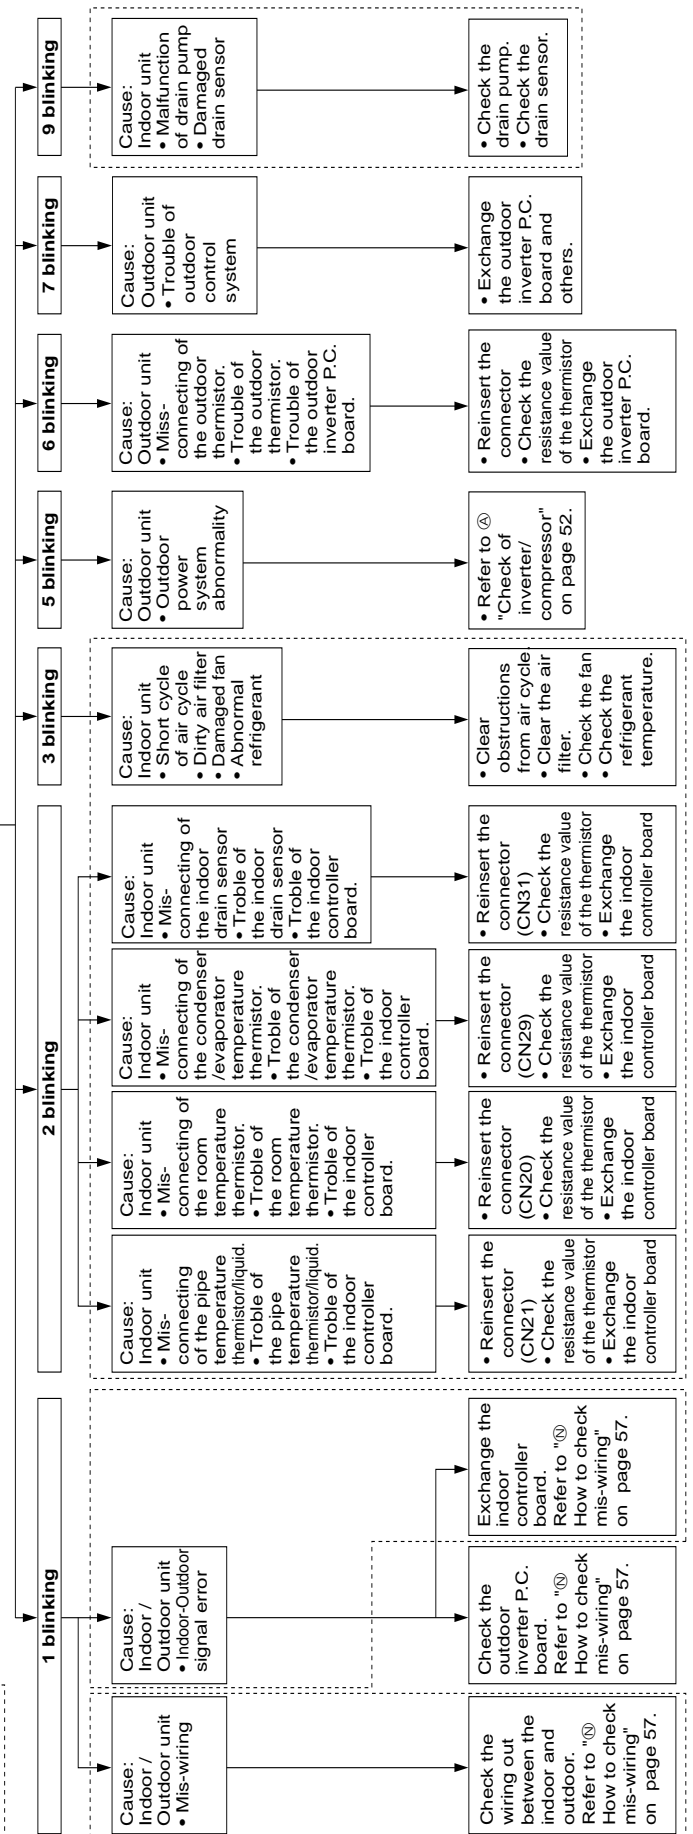 1 blinking
2 blinking
3 blinking
5 blinking
6 blinking
7 blinking
9 blinking
Cause:
Indoor /
Outdoor unit
• Mis-wiring
Check the
wiring out
between the
indoor and
outdoor.
Refer to "Ⓝ
How to check
mis-wiring"
on page 57.
Cause:
Indoor /
Outdoor unit
• Indoor-Outdoor
signal error
Check the
outdoor
inverter P.C.
board.
Refer to "Ⓝ
How to check
mis-wiring"
on page 57.
Exchange the
indoor
controller
board.
Refer to "Ⓝ
How to check
mis-wiring"
on page 57.
Cause:
Indoor unit
• Mis-
connecting
of the pipe
temperature
thermistor/liquid.
• Troble of
the pipe
temperature
thermistor/liquid.
• Troble of
the indoor
controller
board.
• Reinsert the
connector
(CN21)
• Check the
resistance value
of the thermistor
• Exchange
the indoor
controller board
Cause:
Indoor unit
• Mis-
connecting of
the room
temperature
thermistor.
• Troble of
the room
temperature
thermistor.
• Troble of
the indoor
controller
board.
• Reinsert the
connector
(CN20)
• Check the
resistance value
of the thermistor
• Exchange
the indoor
controller board
Cause:
Indoor unit
• Mis-
connecting of
the condenser
/evaporator
temperature
thermistor.
• Troble of
the condenser
/evaporator
temperature
thermistor.
• Troble of
the indoor
controller
board.
• Reinsert the
connector
(CN29)
• Check the
resistance value
of the thermistor
• Exchange
the indoor
controller board
Cause:
Indoor unit
• Mis-
connecting of
the indoor
drain sensor
• Troble of
the indoor
drain sensor
• Troble of
the indoor
controller
board.
• Reinsert the
connector
(CN31)
• Check the
resistance value
of the thermistor
• Exchange
the indoor
controller board
Cause:
Indoor unit
• Short cycle
of air cycle
• Dirty air filter
• Damaged fan
• Abnormal
refrigerant
• Clear
obstructions
from air cycle.
• Clear the air
filter.
• Check the fan
• Check the
refrigerant
temperature.
Cause:
Outdoor unit
• Outdoor
power
system
abnormality
• Refer to Ⓐ
"Check of
inverter/
compressor"
on page 52.
Cause:
Outdoor unit
• Miss-
connecting of
the outdoor
thermistor.
• Trouble of
the outdoor
thermistor.
• Trouble of
the outdoor
inverter P.C.
board.
• Reinsert the
connector
• Check the
resistance value
of the thermistor
• Exchange
the outdoor
inverter P.C.
board.
Cause:
Outdoor unit
• Trouble of
outdoor
control
system
• Exchange
the outdoor
inverter P.C.
board and
others.
Cause:
Indoor unit
• Malfunction
of drain pump
• Damaged
drain sensor
• Check the
drain pump.
• Check the
drain sensor.